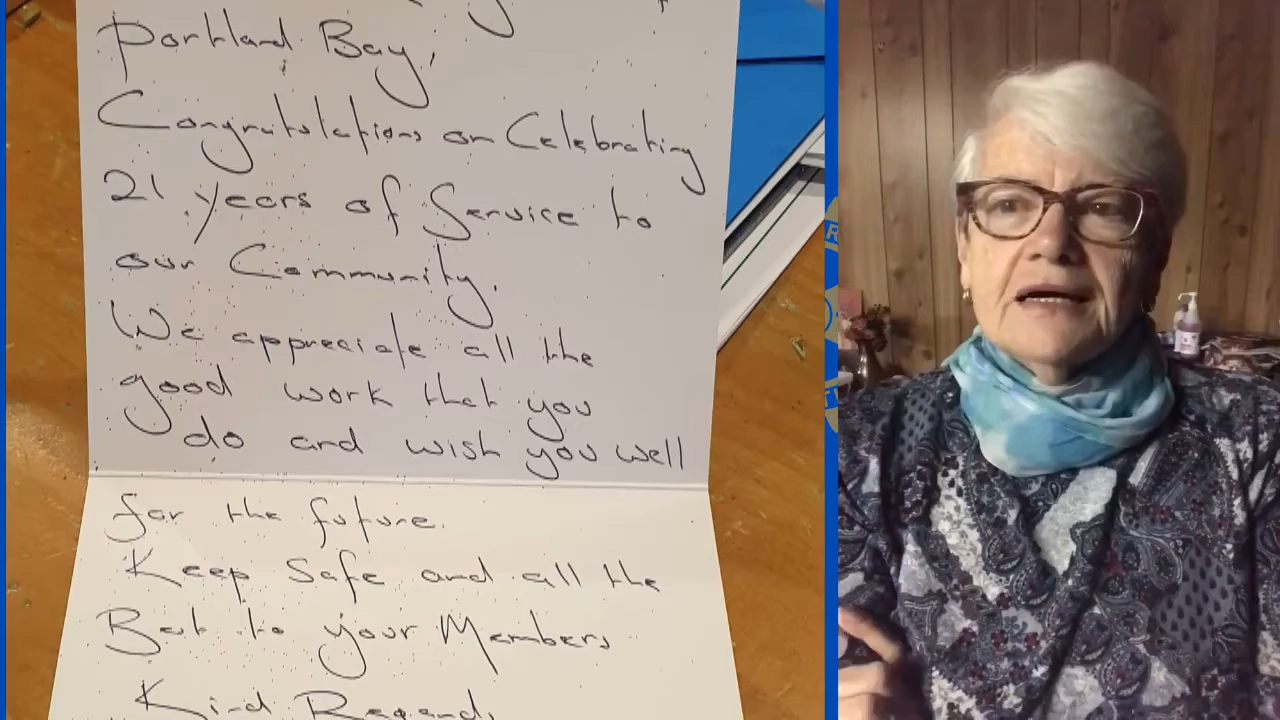 Portland Bay,
Congratulations on Celebrating
21 years of Service to
our Community.
We appreciate all the
good work that you
do and wish you well
for the future.
Keep Safe and all the
Best to your Members
Kind Regards